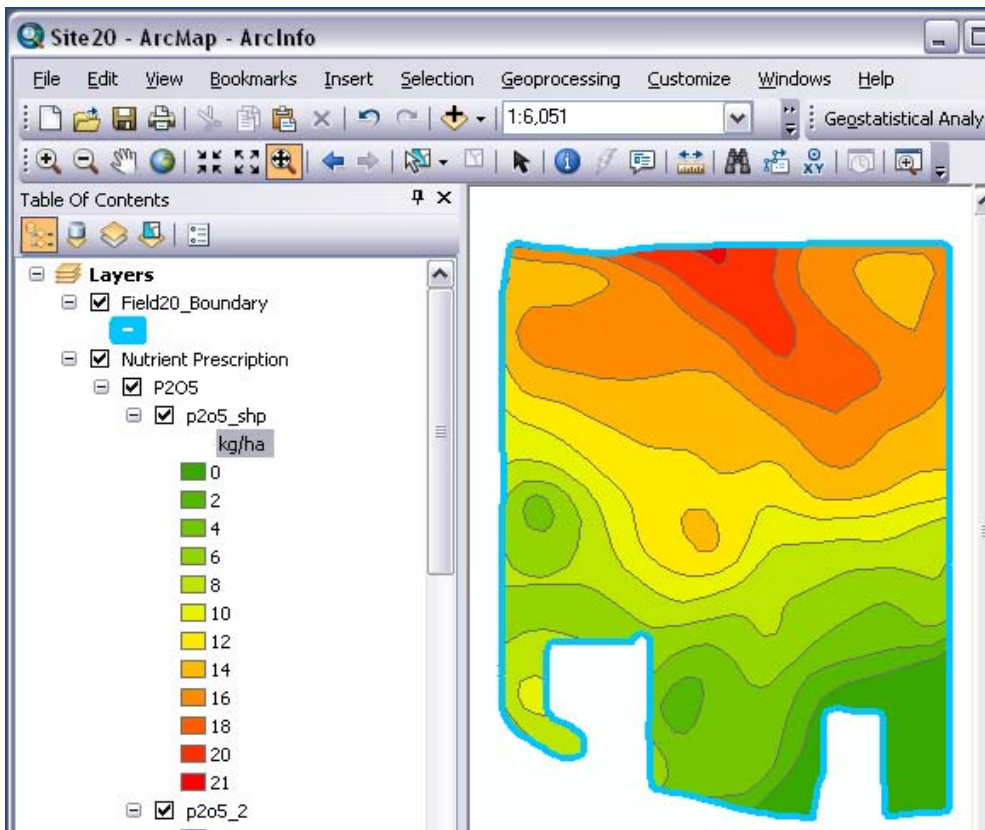 Site20 - ArcMap - ArcInfo
File Edit View Bookmarks Insert Selection Geoprocessing Customize Windows Help
1:6,051 Geostatistical Analy
XY
Table Of Contents
Layers
Field20_Boundary
Nutrient Prescription
P2O5
p2o5_shp
kg/ha
0
2
4
6
8
10
12
14
16
18
20
21
p2o5_2